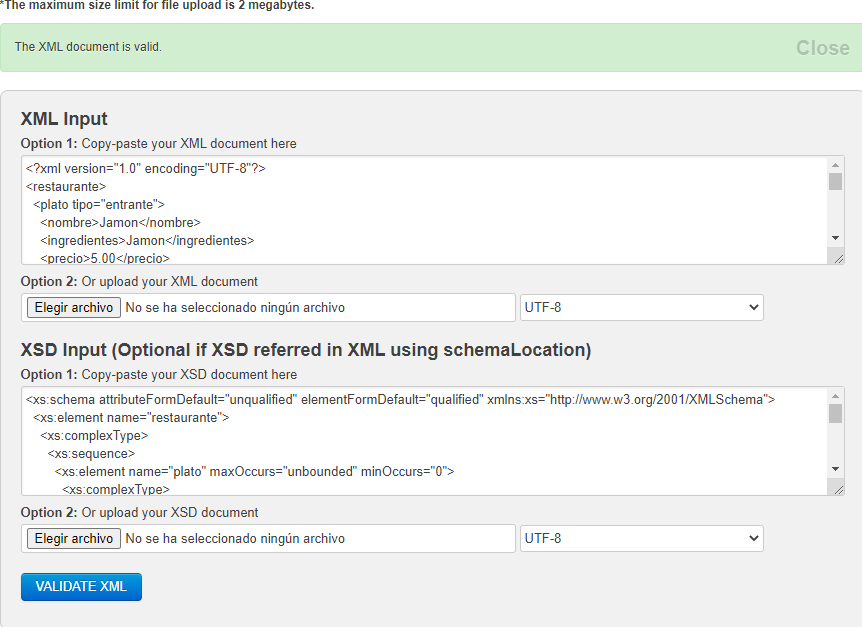 *The maximum size limit for file upload is 2 megabytes.
The XML document is valid.
Close
XML Input
Option 1: Copy-paste your XML document here
<?xml version="1.0" encoding="UTF-8"?>
<restaurante>
<plato tipo="entrante">
<nombre>Jamon</nombre>
<ingredientes>Jamon</ingredientes>
<precio>5.00</precio>
Option 2: Or upload your XML document
Elegir archivo No se ha seleccionado ningún archivo
UTF-8
XSD Input (Optional if XSD referred in XML using schemaLocation)
Option 1: Copy-paste your XSD document here
<xs:schema attributeFormDefault="unqualified" elementFormDefault="qualified" xmlns:xs="http://www.w3.org/2001/XMLSchema">
<xs:element name="restaurante">
<xs:complexType>
<xs:sequence>
<xs:element name="plato" maxOccurs="unbounded" minOccurs="0">
<xs:complexType>
Option 2: Or upload your XSD document
Elegir archivo No se ha seleccionado ningún archivo
UTF-8
VALIDATE XML